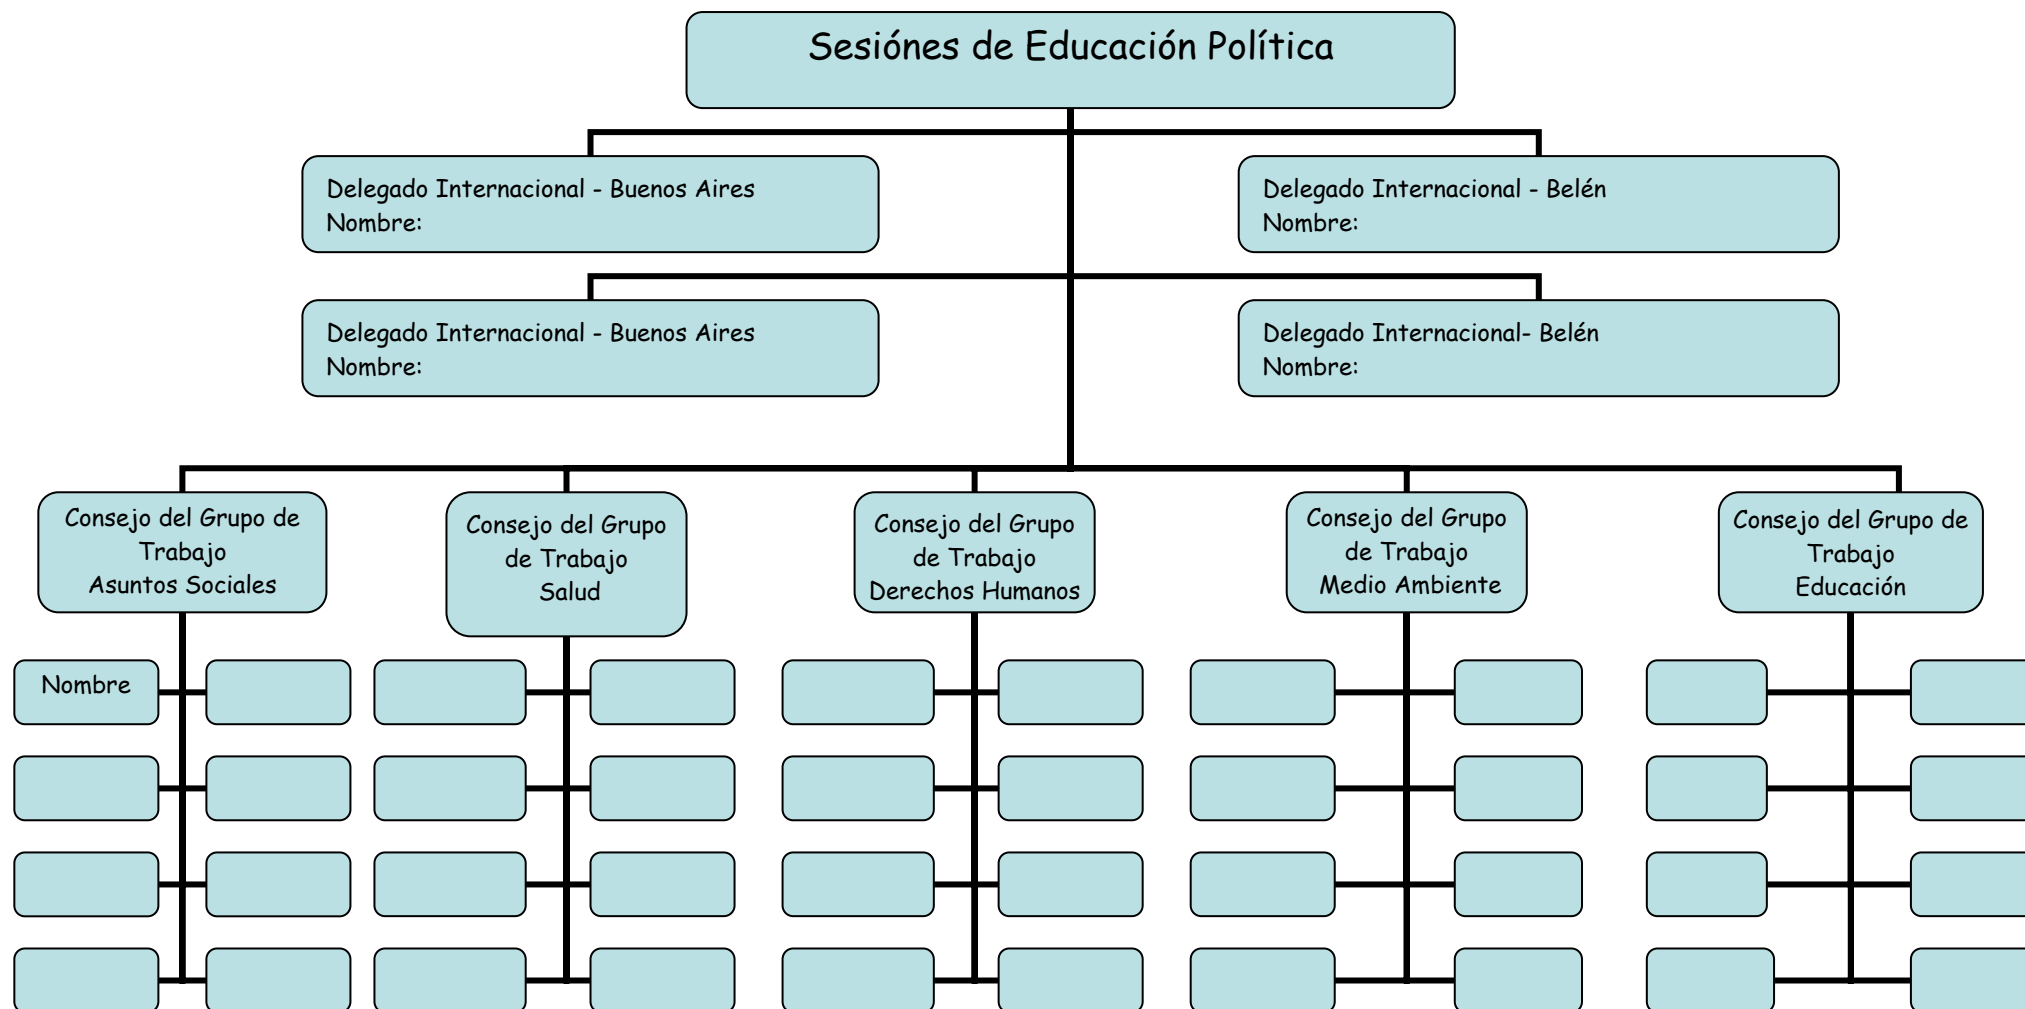 Sesiónes de Educación Política
Delegado Internacional - Buenos Aires
Nombre:
Delegado Internacional - Belén
Nombre:
Delegado Internacional - Buenos Aires
Nombre:
Delegado Internacional- Belén
Nombre:
Consejo del Grupo de
Trabajo
Asuntos Sociales
Consejo del Grupo
de Trabajo
Salud
Consejo del Grupo
de Trabajo
Derechos Humanos
Consejo del Grupo
de Trabajo
Medio Ambiente
Consejo del Grupo de
Trabajo
Educación
Nombre